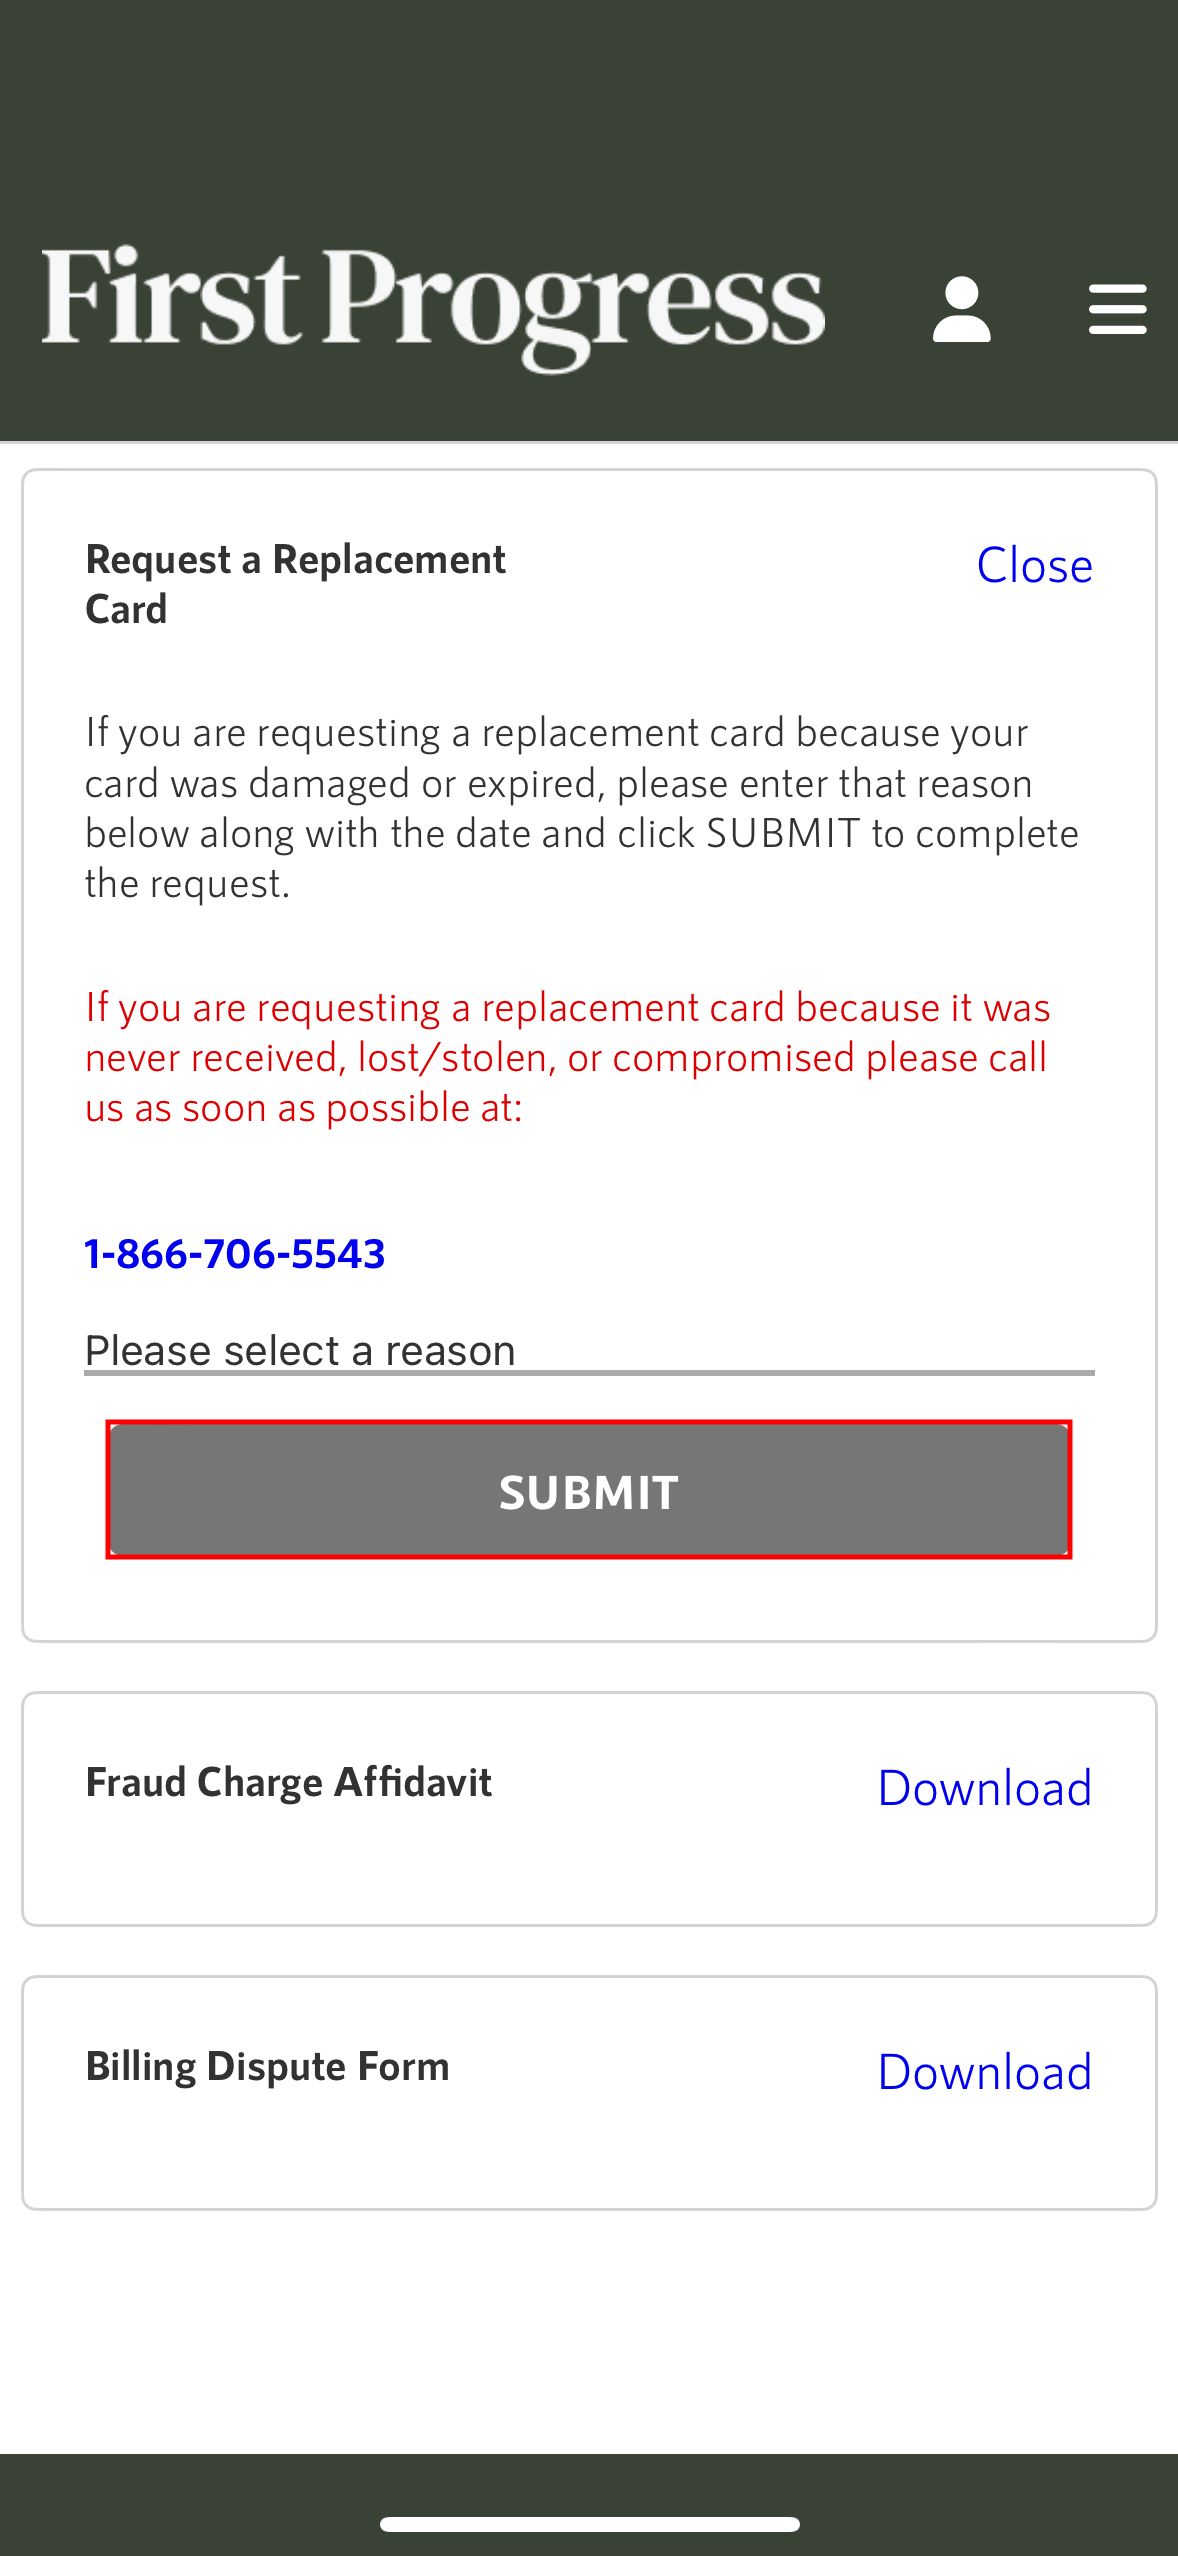 First Progress
Request a Replacement
Card
Close
If you are requesting a replacement card because your
card was damaged or expired, please enter that reason
below along with the date and click SUBMIT to complete
the request.
If you are requesting a replacement card because it was
never received, lost/stolen, or compromised please call
us as soon as possible at:
1-866-706-5543
Please select a reason
SUBMIT
Fraud Charge Affidavit
Download
Billing Dispute Form
Download